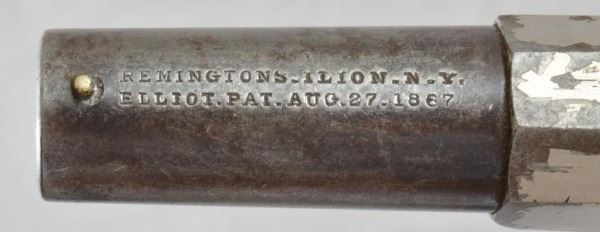 REMINGTONS.ILION.N.Y.
ELLIOT.PAT.AUG.27.1867